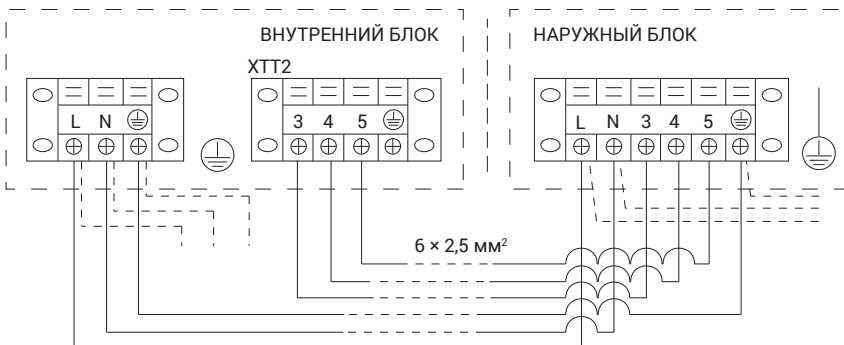 ВНУТРЕННИЙ БЛОК
НАРУЖНЫЙ БЛОК
XTT2
L N
3 4 5
L N 3 4 5
6 × 2,5 мм²